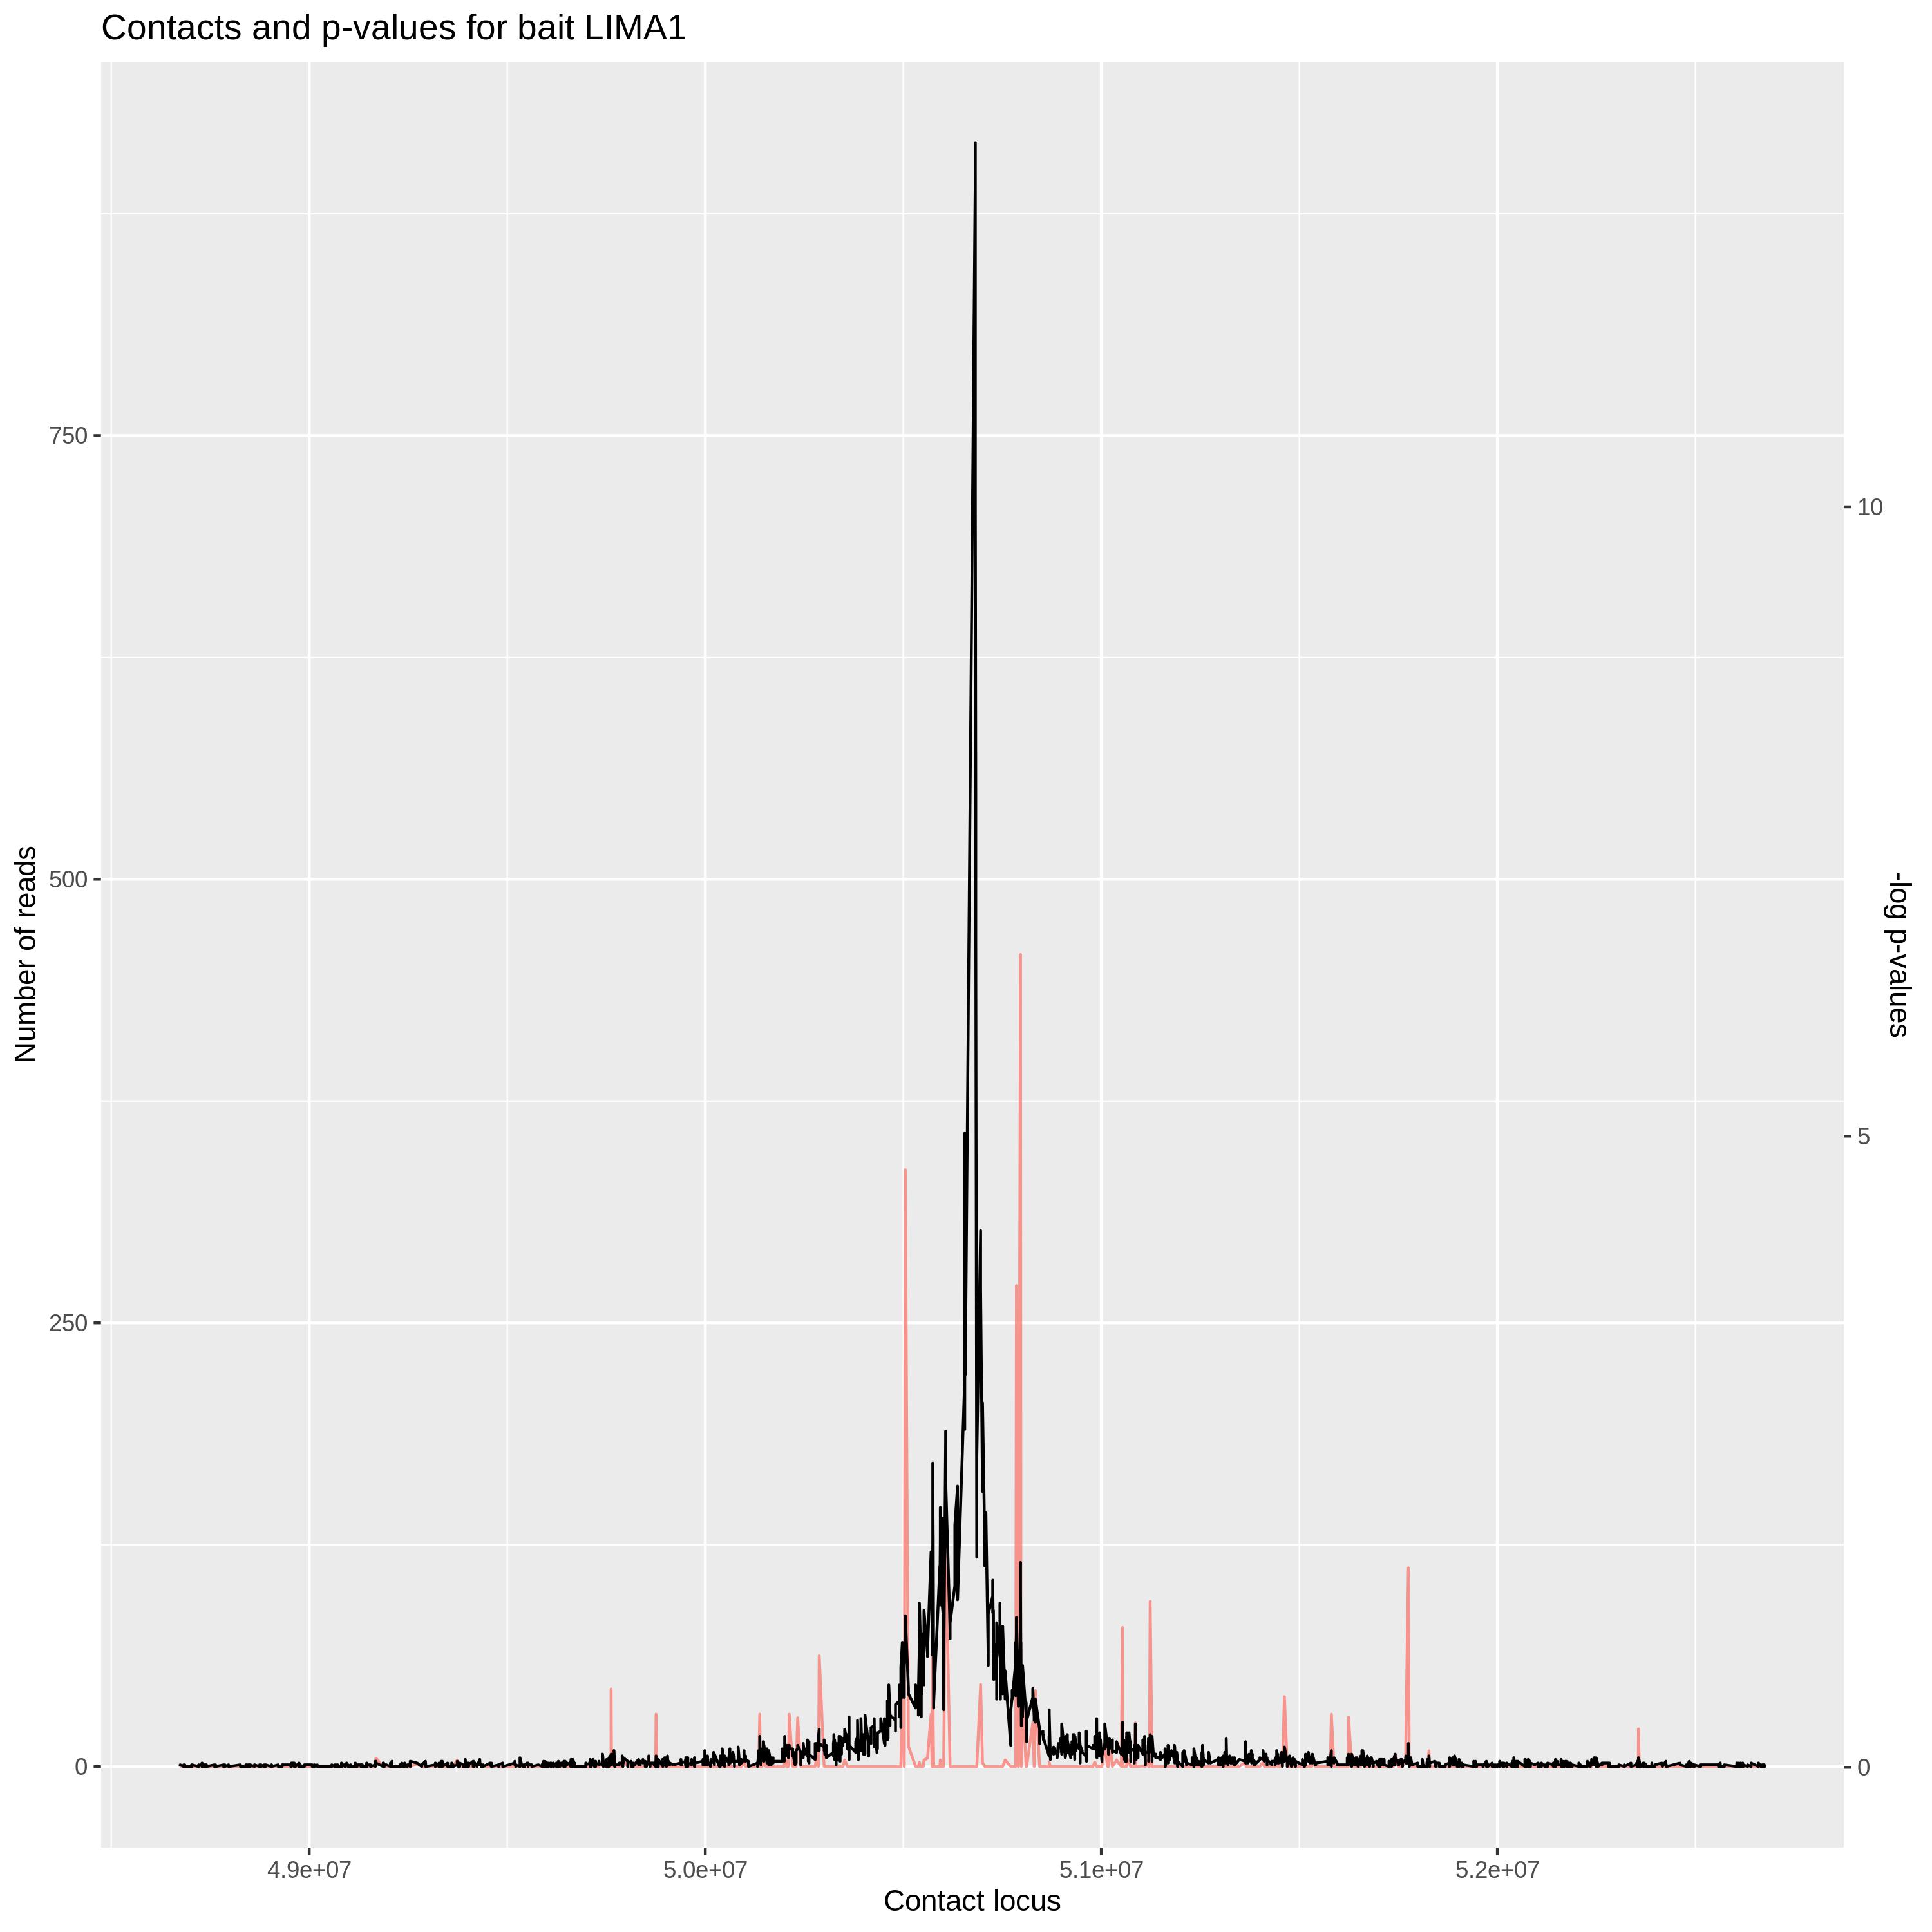 Contacts and p-values for bait LIMA1
750
500
250
0
10
5
0
Number of reads
-log p-values
4.9e+07
5.0e+07
5.1e+07
5.2e+07
Contact locus